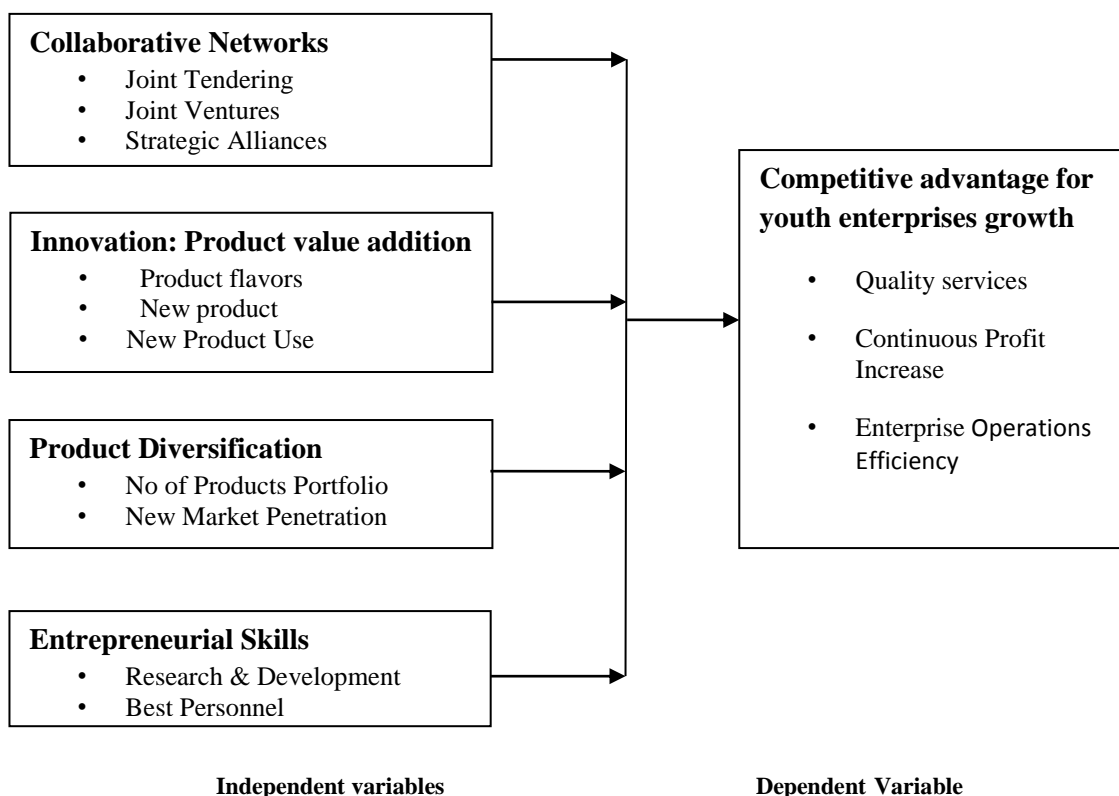 Collaborative Networks
• Joint Tendering
• Joint Ventures
• Strategic Alliances
Innovation: Product value addition
• Product flavors
• New product
• New Product Use
Product Diversification
• No of Products Portfolio
• New Market Penetration
Entrepreneurial Skills
• Research & Development
• Best Personnel
Competitive advantage for
youth enterprises growth
• Quality services
• Continuous Profit
Increase
• Enterprise Operations
Efficiency
Independent variables
Dependent Variable